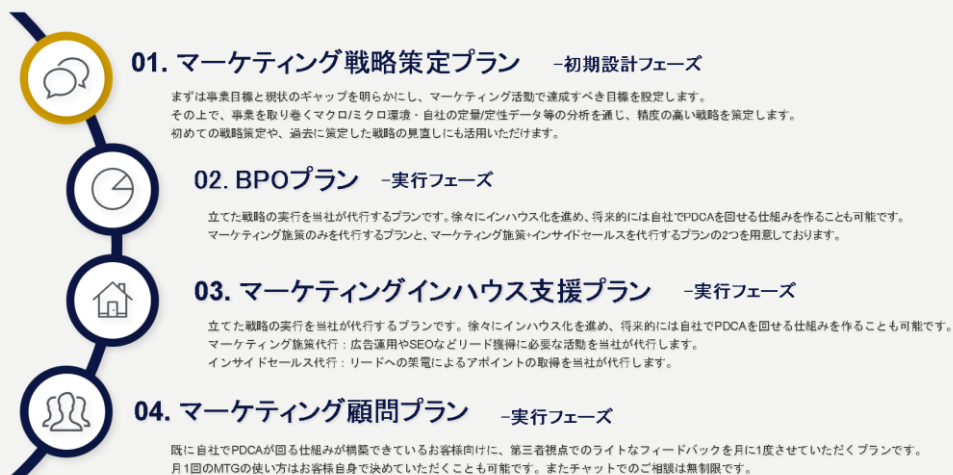 01. マーケティング戦略策定プラン -初期設計フェーズ
まずは事業目標と現状のギャップを明らかにし、マーケティング活動で達成すべき目標を設定します。
その上で、事業を取り巻くマクロ/ミクロ環境・自社の定量/定性データ等の分析を通じ、精度の高い戦略を策定します。
初めての戦略策定や、過去に策定した戦略の見直しにも活用いただけます。
02. BPOプラン -実行フェーズ
立てた戦略の実行を当社が代行するプランです。徐々にインハウス化を進め、将来的には自社でPDCAを回せる仕組みを作ることも可能です。
マーケティング施策のみを代行するプランと、マーケティング施策+インサイドセールスを代行するプランの2つを用意しております。
03. マーケティングインハウス支援プラン -実行フェーズ
立てた戦略の実行を当社が代行するプランです。徐々にインハウス化を進め、将来的には自社でPDCAを回せる仕組みを作ることも可能です。
マーケティング施策代行：広告運用やSEOなどリード獲得に必要な活動を当社が代行します。
インサイドセールス代行：リードへの架電によるアポイントの取得を当社が代行します。
04. マーケティング顧問プラン -実行フェーズ
既に自社でPDCAが回る仕組みが構築できているお客様向けに、第三者視点でのライトなフィードバックを月に1度させていただくプランです。
月1回のMTGの使い方はお客様自身で決めていただくことも可能です。またチャットでのご相談は無制限です。